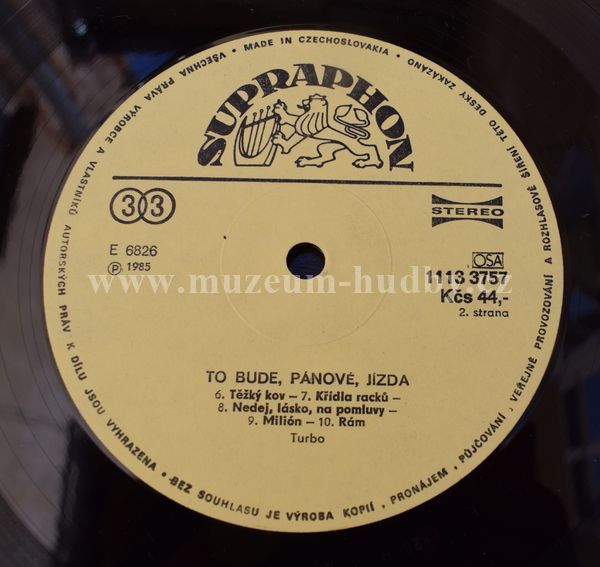 VŠECHNA PRÁVA VÝROBCE A VLASTNÍKŮ AUTORSKÝCH PRÁV K DÍLU JSOU VYHRAZENA • BEZ SOUHLASU JE VÝROBA KOPIÍ, PRONÁJEM, PŮJČOVÁNÍ, VEŘEJNÉ PROVOZOVÁNÍ A ROZHLASOVÉ ŠÍŘENÍ TÉTO DESKY ZAKÁZÁNO • MADE IN CZECHOSLOVAKIA •
SUPRAPHON
33
STEREO
E 6826
Ⓟ 1985
OSA
1113 3757
Kčs 44,-
2. strana
www.muzeum-hudby.cz
TO BUDE, PÁNOVÉ, JÍZDA
6. Těžký kov – 7. Křídla racků –
8. Nedej, lásko, na pomluvy –
9. Milión – 10. Rám
Turbo